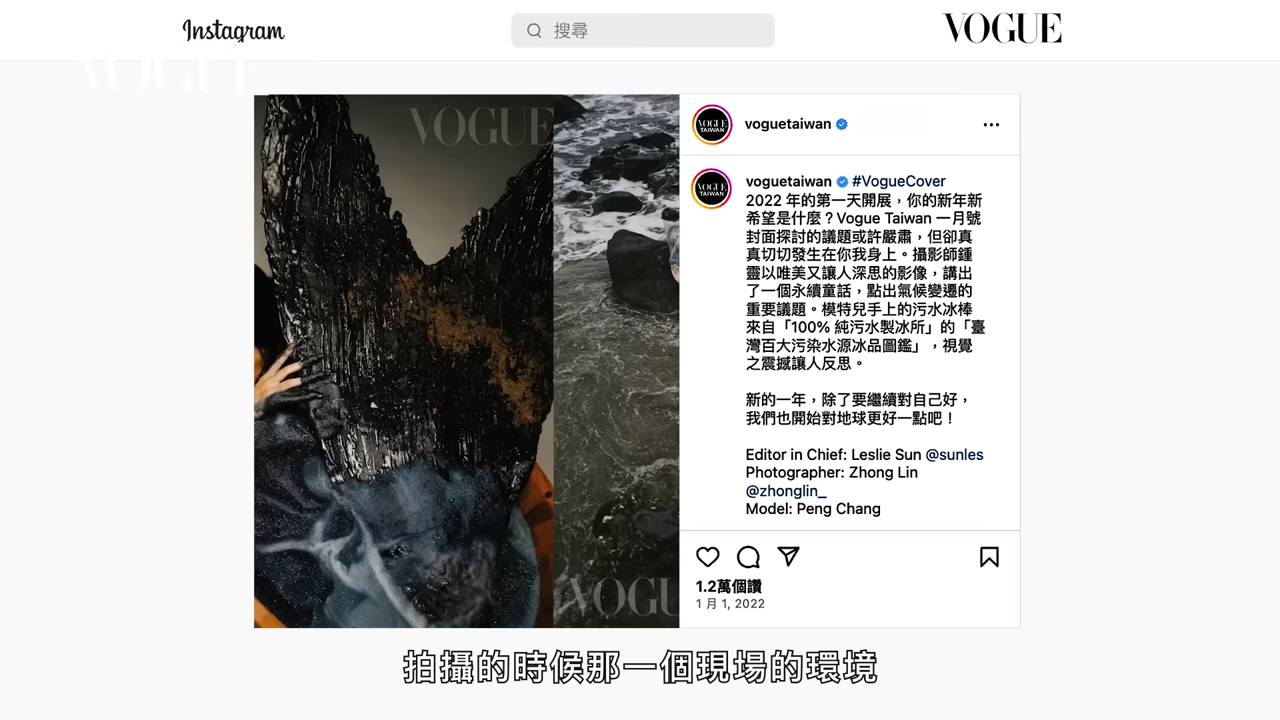 Instagram
搜尋
VOGUE
VOGUE
VOGUE
VOGUE TAIWAN
voguetaiwan
VOGUE TAIWAN
voguetaiwan #VogueCover
2022 年的第一天開展，你的新年新
希望是什麼？Vogue Taiwan 一月號
封面探討的議題或許嚴肅，但卻真
真切切發生在你我身上。攝影師鍾
靈以唯美又讓人深思的影像，講出
了一個永續童話，點出氣候變遷的
重要議題。模特兒手上的污水冰棒
來自「100% 純污水製冰所」的「臺
灣百大污染水源冰品圖鑑」，視覺
之震撼讓人反思。
新的一年，除了要繼續對自己好，
我們也開始對地球更好一點吧！
Editor in Chief: Leslie Sun @sunles
Photographer: Zhong Lin
@zhonglin_
Model: Peng Chang
VOGU
1.2萬個讚
1 月 1, 2022
拍攝的時候那一個現場的環境